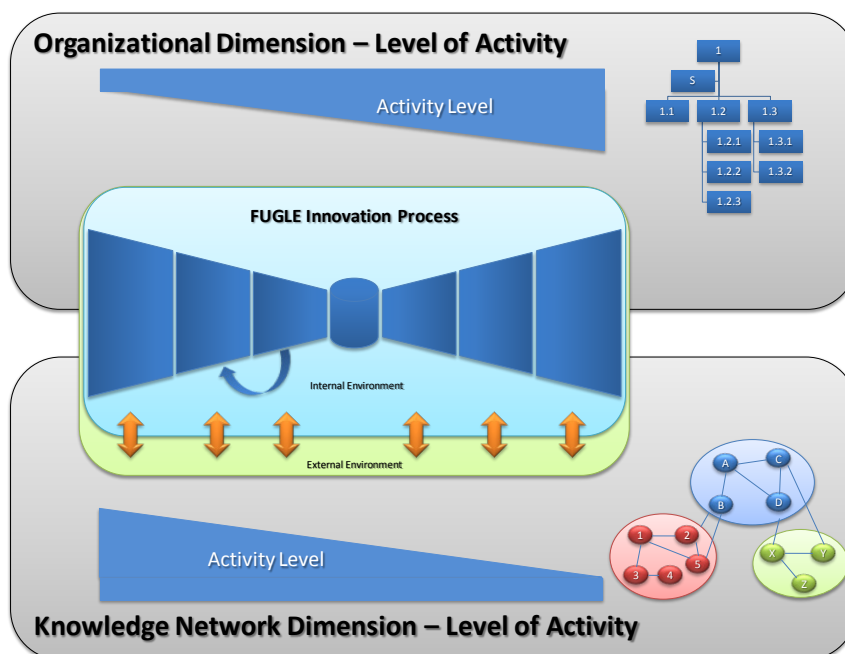 Organizational Dimension – Level of Activity
Activity Level
1
S
1.1
1.2
1.3
1.2.1
1.3.1
1.2.2
1.3.2
1.2.3
FUGLE Innovation Process
Internal Environment
External Environment
A
C
B
D
1
2
3
4
5
X
Y
Z
Activity Level
Knowledge Network Dimension – Level of Activity